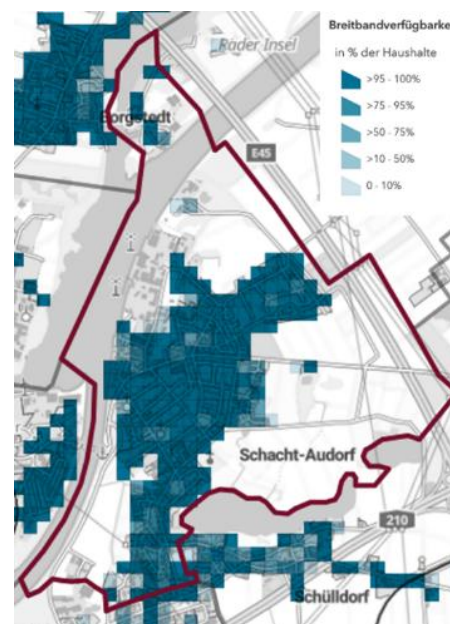 Breitbandverfügbarke
in % der Haushalte
>95 - 100%
>75 - 95%
>50 - 75%
>10 - 50%
0 - 10%
Rader Insel
Borgstedt
E45
Schacht-Audorf
210
Schülldorf